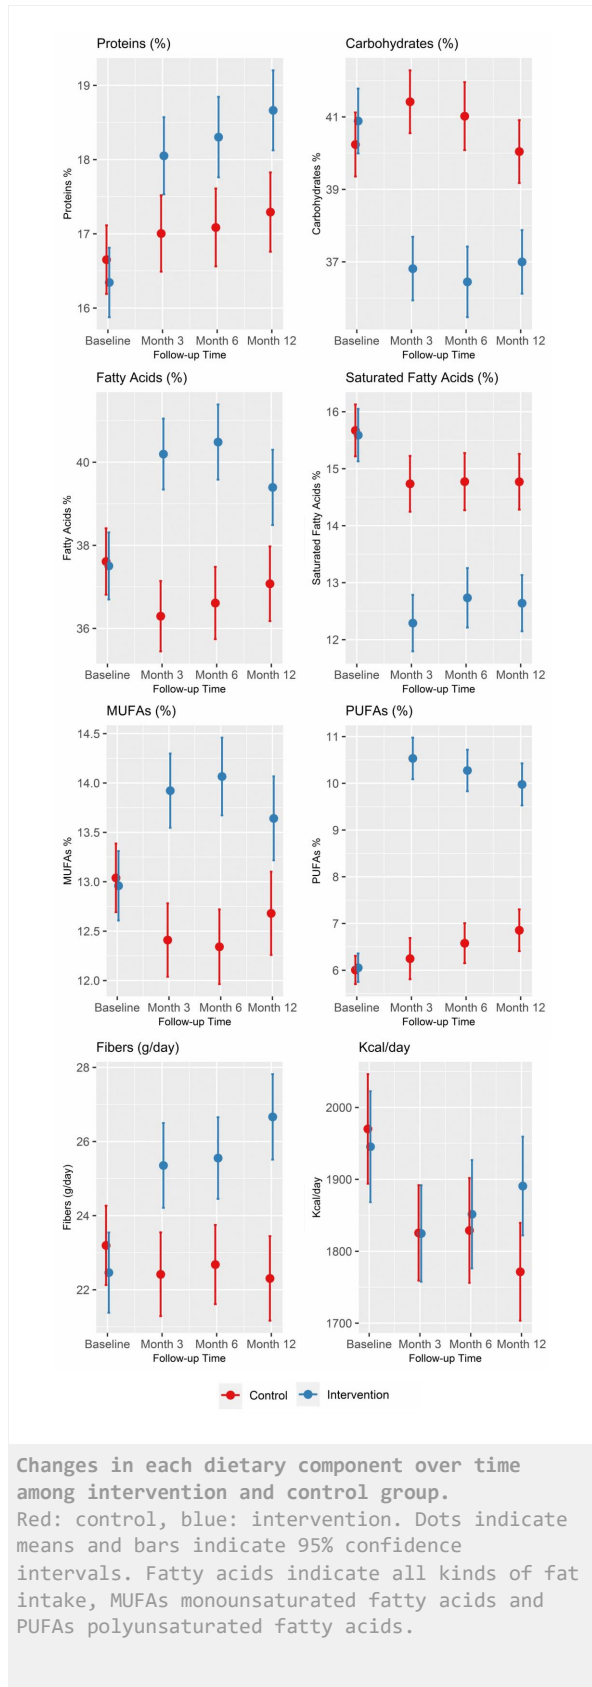 Proteins (%)
Carbohydrates (%)
19
18
17
16
Proteins %
Baseline Month 3 Month 6 Month 12
Follow-up Time
41
39
37
Carbohydrates %
Baseline Month 3 Month 6 Month 12
Follow-up Time
Fatty Acids (%)
Saturated Fatty Acids (%)
40
38
36
Fatty Acids %
Baseline Month 3 Month 6 Month 12
Follow-up Time
16
15
14
13
12
Saturated Fatty Acids %
Baseline Month 3 Month 6 Month 12
Follow-up Time
MUFAs (%)
PUFAs (%)
14.5
14.0
13.5
13.0
12.5
12.0
MUFAs %
Baseline Month 3 Month 6 Month 12
Follow-up Time
11
10
9
8
7
6
PUFAs %
Baseline Month 3 Month 6 Month 12
Follow-up Time
Fibers (g/day)
Kcal/day
28
26
24
22
Fibers (g/day)
Baseline Month 3 Month 6 Month 12
Follow-up Time
2000
1900
1800
1700
Kcal/day
Baseline Month 3 Month 6 Month 12
Follow-up Time
Control Intervention
Changes in each dietary component over time
among intervention and control group.
Red: control, blue: intervention. Dots indicate
means and bars indicate 95% confidence
intervals. Fatty acids indicate all kinds of fat
intake, MUFAs monounsaturated fatty acids and
PUFAs polyunsaturated fatty acids.